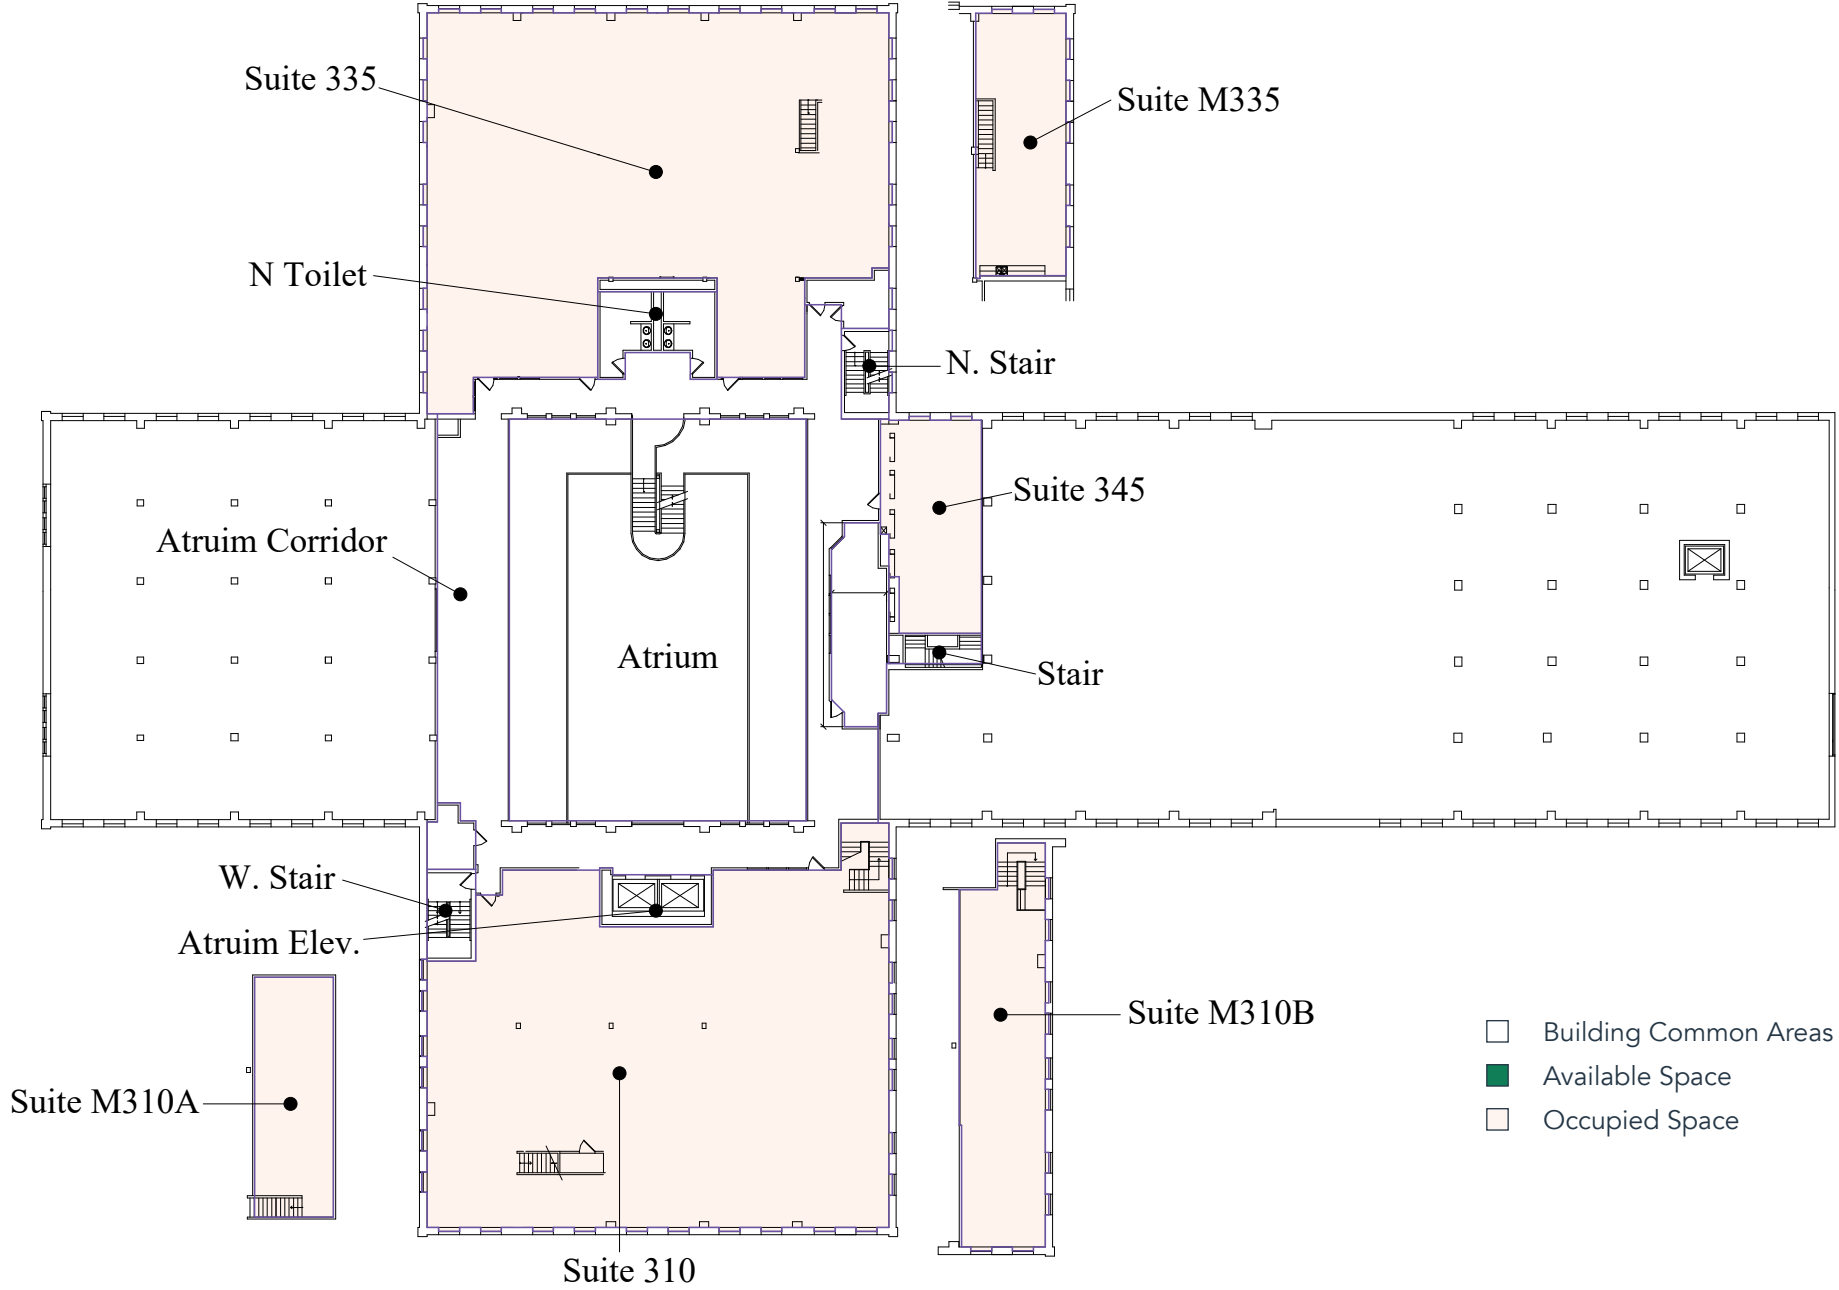 Suite 335
Suite M335
N Toilet
N. Stair
Suite 345
Atruim Corridor
Atrium
Stair
W. Stair
Atruim Elev.
Suite M310B
Suite M310A
Suite 310
Building Common Areas
Available Space
Occupied Space